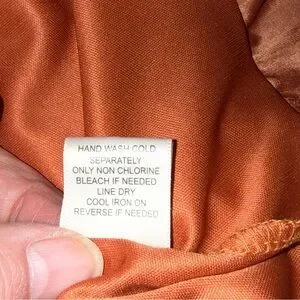 HAND WASH COLD
SEPARATELY
ONLY NON CHLORINE
BLEACH IF NEEDED
LINE DRY
COOL IRON ON
REVERSE IF NEEDED